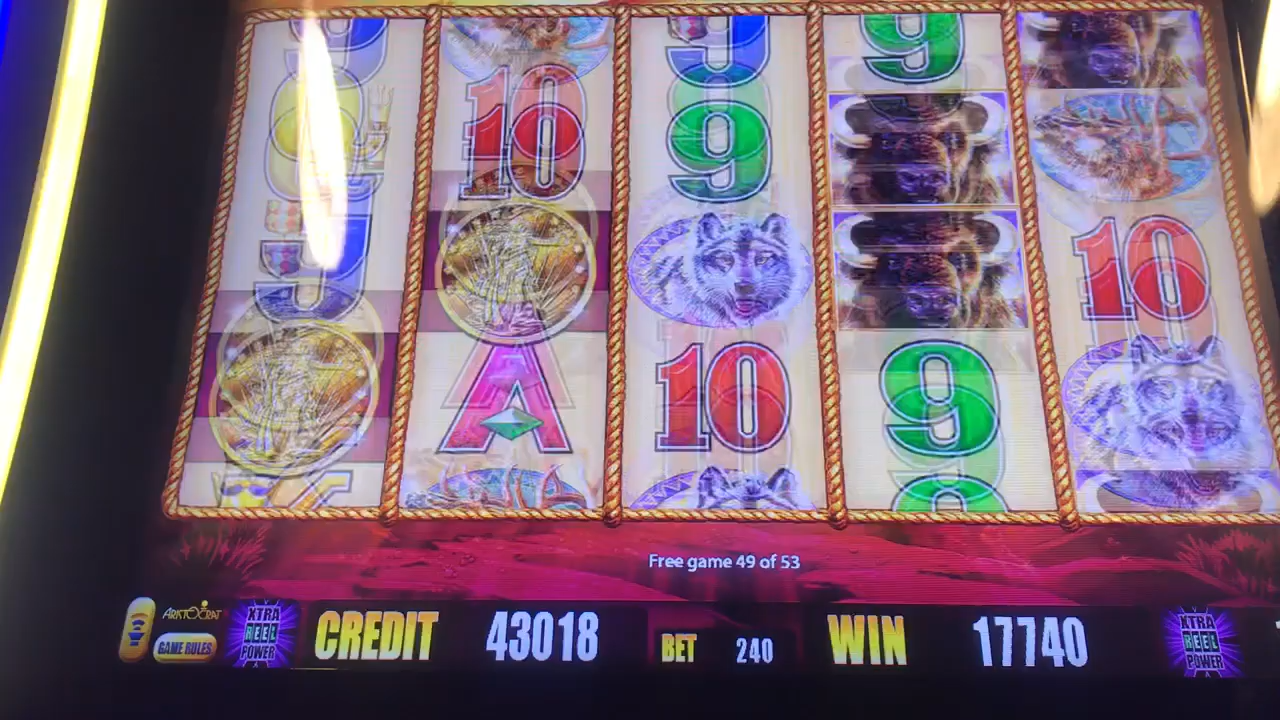 J 9 9
10 9
J
10
A 10 9
9
Free game 49 of 53
ARISTOCRAT
GAME RULES
XTRA
REEL
POWER
CREDIT 43018 BET 240 WIN 17740
XTRA
REEL
POWER